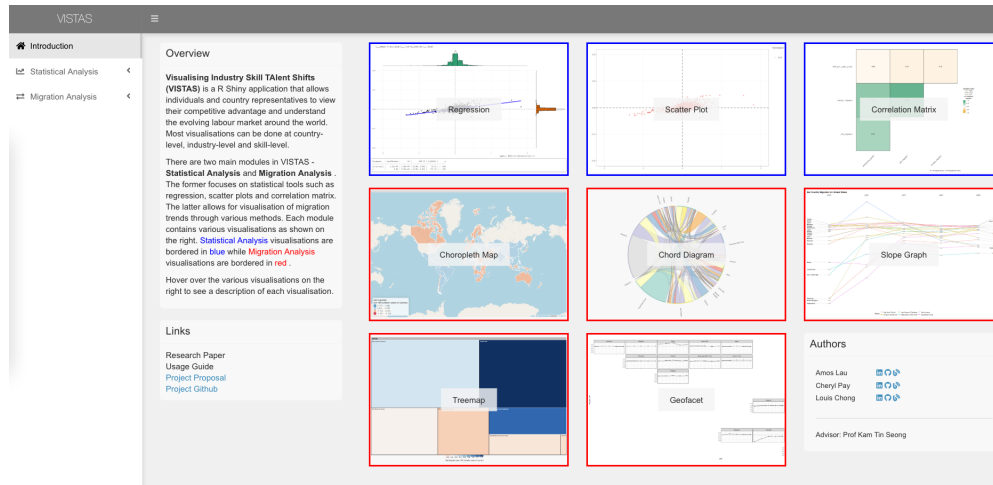 VISTAS
Introduction
Statistical Analysis
Migration Analysis
Overview
Visualising Industry Skill TAlent Shifts
(VISTAS) is a R Shiny application that allows
individuals and country representatives to view
their competitive advantage and understand
the evolving labour market around the world.
Most visualisations can be done at country-
level, industry-level and skill-level.
There are two main modules in VISTAS -
Statistical Analysis and Migration Analysis .
The former focuses on statistical tools such as
regression, scatter plots and correlation matrix.
The latter allows for visualisation of migration
trends through various methods. Each module
contains various visualisations as shown on
the right. Statistical Analysis visualisations are
bordered in blue while Migration Analysis
visualisations are bordered in red .
Hover over the various visualisations on the
right to see a description of each visualisation.
Links
Research Paper
Usage Guide
Project Proposal
Project Github
Regression
Scatter Plot
Correlation Matrix
Choropleth Map
Chord Diagram
Slope Graph
Treemap
Geofacet
Authors
Amos Lau
Cheryl Pay
Louis Chong
Advisor: Prof Kam Tin Seong